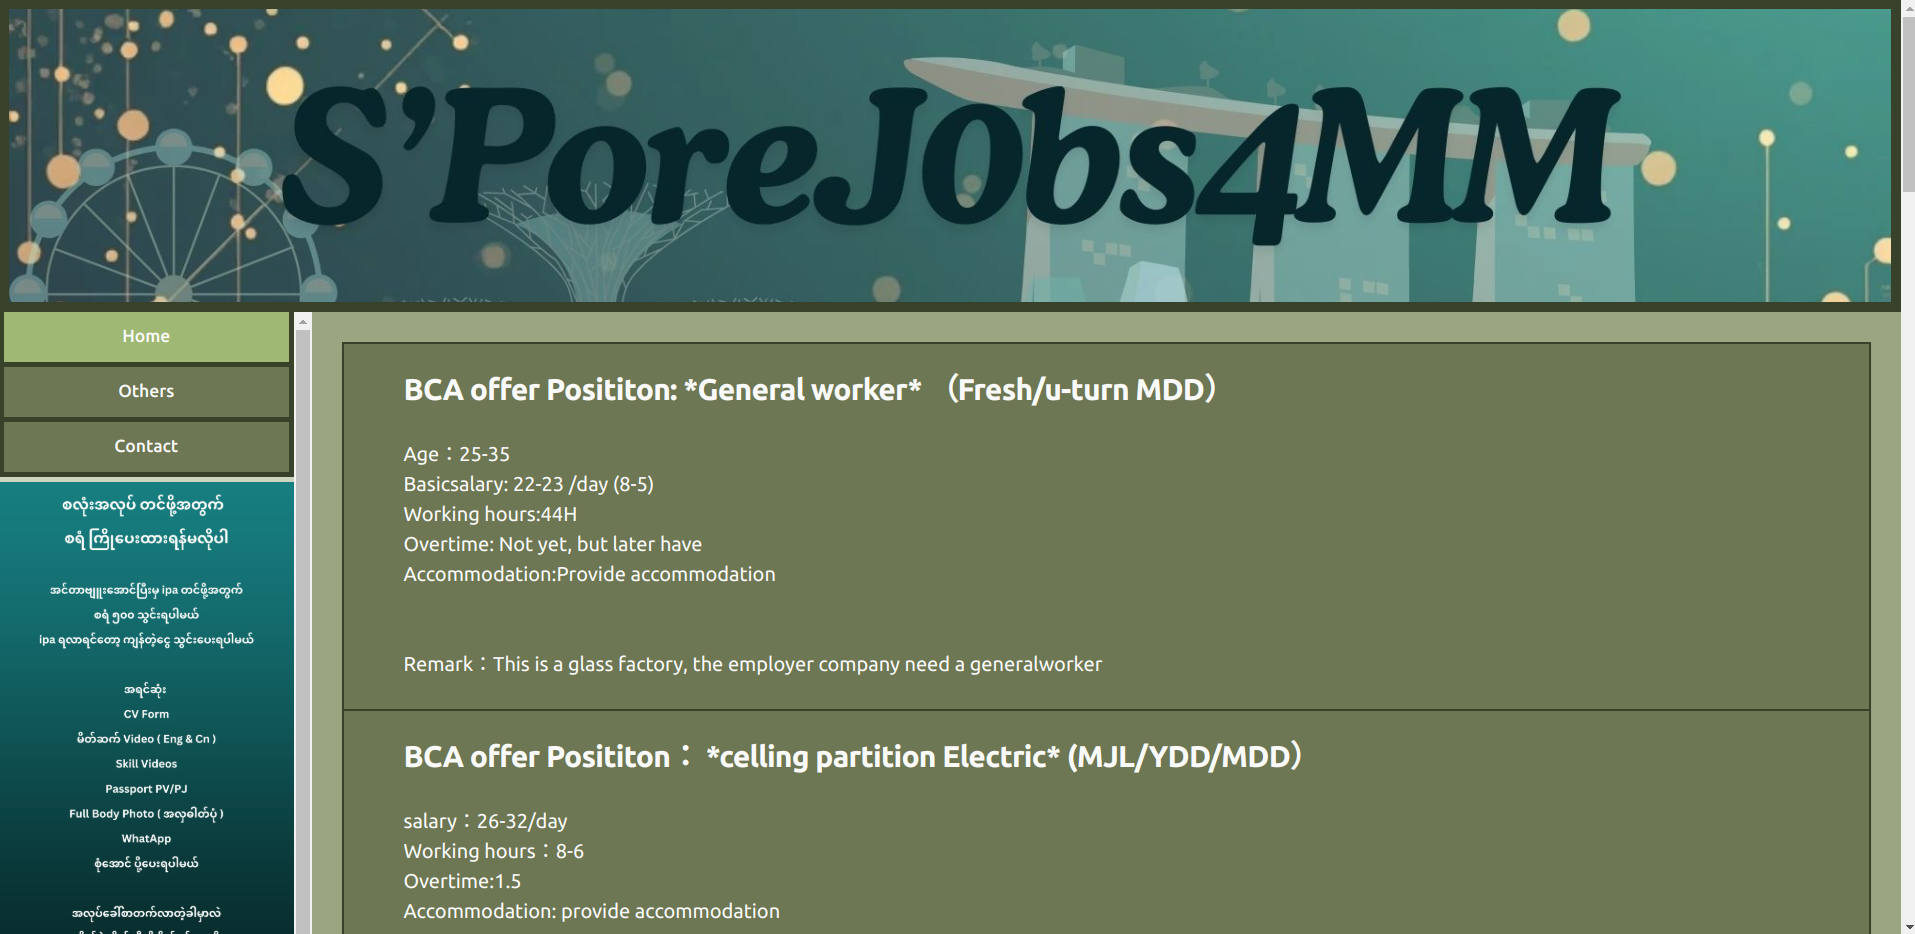 S'PoreJObs4MM
Home
Others
Contact
စလုံးအလုပ် တင်ဖို့အတွက်
စရံ ကြိုပေးထားရန်မလိုပါ
အင်တာဗျူးအောင်ပြီးမှ ipa တင်ဖို့အတွက်
စရံ ၅၀၀ သွင်းရပါမယ်
ipa ရလာရင်တော့ ကျန်တဲ့ငွေ သွင်းပေးရပါမယ်
အရင်ဆုံး
CV Form
မိတ်ဆက် Video ( Eng & Cn )
Skill Videos
Passport PV/PJ
Full Body Photo ( အလှဓါတ်ပုံ )
WhatApp
စုံအောင် ပို့ပေးရပါမယ်
အလုပ်ခေါ်စာတက်လာတဲ့ခါမှာလဲ
BCA offer Posititon: *General worker* （Fresh/u-turn MDD）
Age：25-35
Basicsalary: 22-23 /day (8-5)
Working hours:44H
Overtime: Not yet, but later have
Accommodation:Provide accommodation
Remark：This is a glass factory, the employer company need a generalworker
BCA offer Posititon： *celling partition Electric* (MJL/YDD/MDD）
salary：26-32/day
Working hours：8-6
Overtime:1.5
Accommodation: provide accommodation